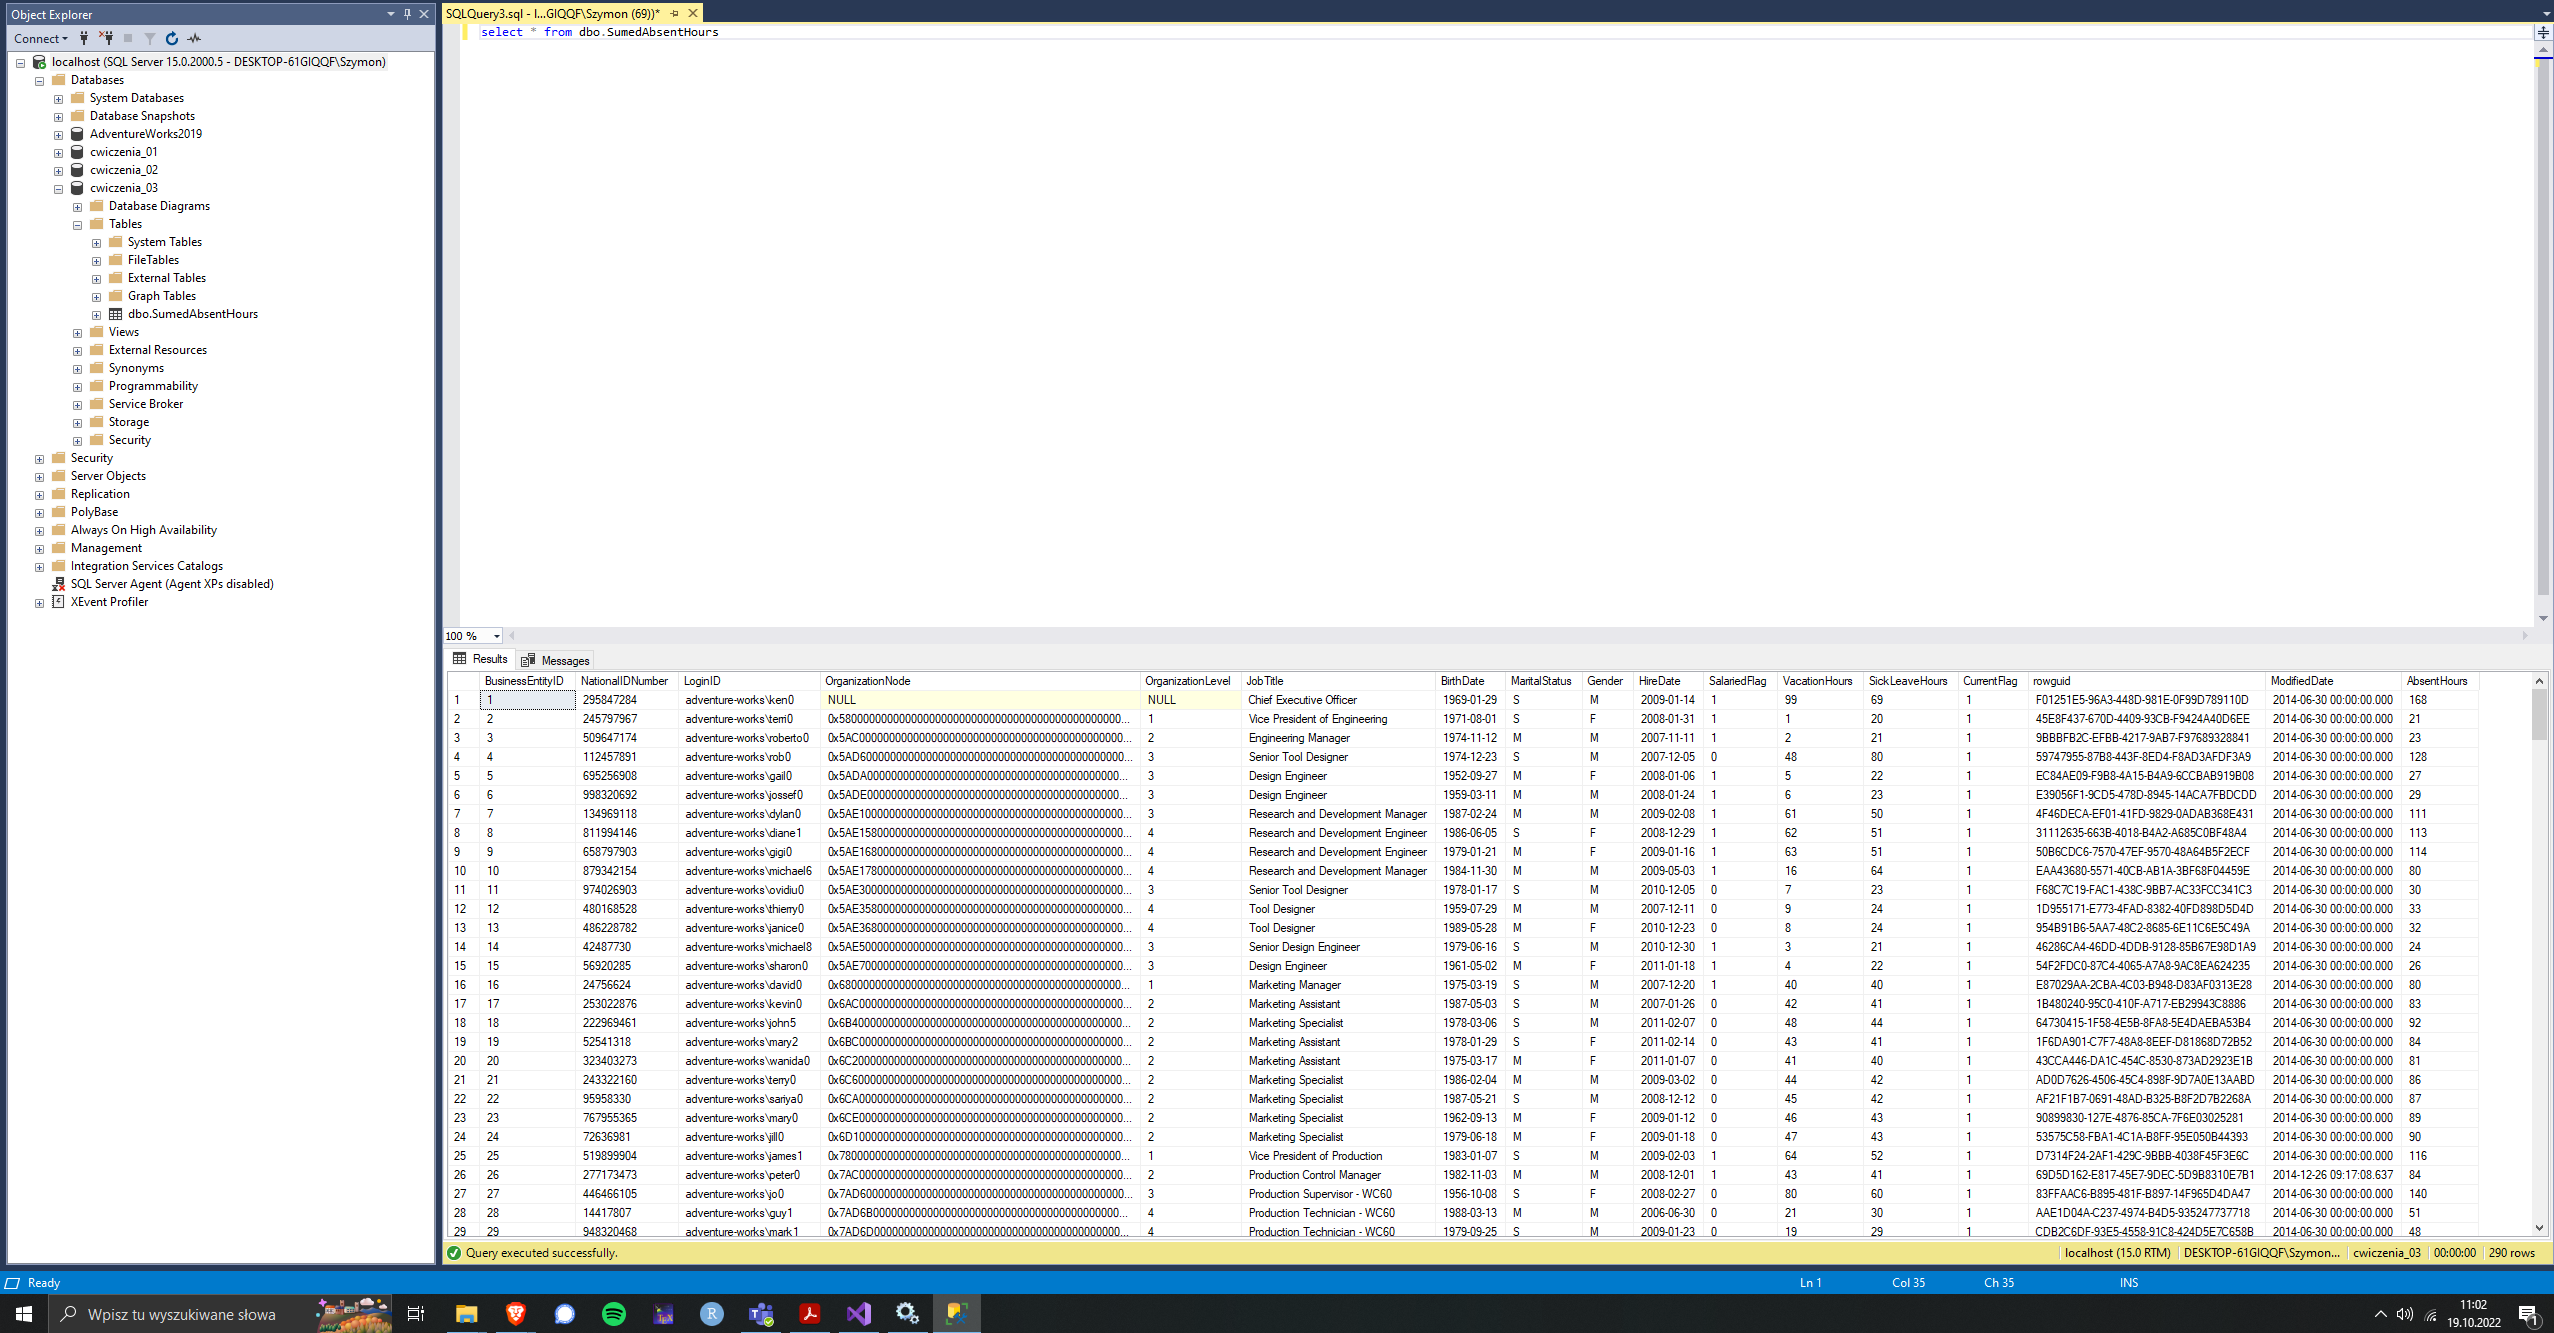 Object Explorer
Connect
localhost (SQL Server 15.0.2000.5 - DESKTOP-61GIQQF\Szymon)
Databases
System Databases
Database Snapshots
AdventureWorks2019
cwiczenia_01
cwiczenia_02
cwiczenia_03
Database Diagrams
Tables
System Tables
FileTables
External Tables
Graph Tables
dbo.SumedAbsentHours
Views
External Resources
Synonyms
Programmability
Service Broker
Storage
Security
Security
Server Objects
Replication
PolyBase
Always On High Availability
Management
Integration Services Catalogs
SQL Server Agent (Agent XPs disabled)
XEvent Profiler
SQLQuery3.sql - l...GIQQF\Szymon (69))*
select * from dbo.SumedAbsentHours
100 %
Results Messages
BusinessEntityID NationalIDNumber LoginID OrganizationNode OrganizationLevel JobTitle BirthDate MaritalStatus Gender HireDate SalariedFlag VacationHours SickLeaveHours CurrentFlag rowguid ModifiedDate AbsentHours
1 1 295847284 adventure-works\ken0 NULL NULL Chief Executive Officer 1969-01-29 S M 2009-01-14 1 99 69 1 F01251E5-96A3-448D-981E-0F99D789110D 2014-06-30 00:00:00.000 168
2 2 245797967 adventure-works\terri0 1 Vice President of Engineering 1971-08-01 S F 2008-01-31 1 1 20 1 45E8F437-670D-4409-93CB-F9424A40D6EE 2014-06-30 00:00:00.000 21
3 3 509647174 adventure-works\roberto0 2 Engineering Manager 1974-11-12 M M 2007-11-11 1 2 21 1 9BBBFB2C-EFBB-4217-9AB7-F97689328841 2014-06-30 00:00:00.000 23
4 4 112457891 adventure-works\rob0 3 Senior Tool Designer 1974-12-23 S M 2007-12-05 0 48 80 1 59747955-87B8-443F-8ED4-F8AD3AFDF3A9 2014-06-30 00:00:00.000 128
5 5 695256908 adventure-works\gail0 3 Design Engineer 1952-09-27 M F 2008-01-06 1 5 22 1 EC84AE09-F9B8-4A15-B4A9-6CCBAB919B08 2014-06-30 00:00:00.000 27
6 6 998320692 adventure-works\jossef0 3 Design Engineer 1959-03-11 M M 2008-01-24 1 6 23 1 E39056F1-9CD5-478D-8945-14ACA7FBDCDD 2014-06-30 00:00:00.000 29
7 7 134969118 adventure-works\dylan0 3 Research and Development Manager 1987-02-24 M M 2009-02-08 1 61 50 1 4F46DECA-EF01-41FD-9829-0ADAB368E431 2014-06-30 00:00:00.000 111
8 8 811994146 adventure-works\diane1 4 Research and Development Engineer 1986-06-05 S F 2008-12-29 1 62 51 1 31112635-663B-4018-B4A2-A685C0BF48A4 2014-06-30 00:00:00.000 113
9 9 658797903 adventure-works\gigi0 4 Research and Development Engineer 1979-01-21 M F 2009-01-16 1 63 51 1 50B6CDC6-7570-47EF-9570-48A64B5F2ECF 2014-06-30 00:00:00.000 114
10 10 879342154 adventure-works\michael6 4 Research and Development Manager 1984-11-30 M M 2009-05-03 1 16 64 1 EAA43680-5571-40CB-AB1A-3BF68F04459E 2014-06-30 00:00:00.000 80
11 11 974026903 adventure-works\ovidiu0 3 Senior Tool Designer 1978-01-17 S M 2010-12-05 0 7 23 1 F68C7C19-FAC1-438C-9BB7-AC33FCC341C3 2014-06-30 00:00:00.000 30
12 12 480168528 adventure-works\thierry0 4 Tool Designer 1959-07-29 M M 2007-12-11 0 9 24 1 1D955171-E773-4FAD-8382-40FD898D5D4D 2014-06-30 00:00:00.000 33
13 13 486228782 adventure-works\janice0 4 Tool Designer 1989-05-28 M F 2010-12-23 0 8 24 1 954B91B6-5AA7-48C2-8685-6E11C6E5C49A 2014-06-30 00:00:00.000 32
14 14 42487730 adventure-works\michael8 3 Senior Design Engineer 1979-06-16 S M 2010-12-30 1 3 21 1 46286CA4-46DD-4DDB-9128-85B67E98D1A9 2014-06-30 00:00:00.000 24
15 15 56920285 adventure-works\sharon0 3 Design Engineer 1961-05-02 M F 2011-01-18 1 4 22 1 54F2FDC0-87C4-4065-A7A8-9AC8EA624235 2014-06-30 00:00:00.000 26
16 16 24756624 adventure-works\david0 1 Marketing Manager 1975-03-19 S M 2007-12-20 1 40 40 1 E87029AA-2CBA-4C03-B948-D83AF0313E28 2014-06-30 00:00:00.000 80
17 17 253022876 adventure-works\kevin0 2 Marketing Assistant 1987-05-03 S M 2007-01-26 0 42 41 1 1B480240-95C0-410F-A717-EB29943C8886 2014-06-30 00:00:00.000 83
18 18 222969461 adventure-works\john5 2 Marketing Specialist 1978-03-06 S M 2011-02-07 0 48 44 1 64730415-1F58-4E5B-8FA8-5E4DAEBA53B4 2014-06-30 00:00:00.000 92
19 19 52541318 adventure-works\mary2 2 Marketing Assistant 1978-01-29 S F 2011-02-14 0 43 41 1 1F6DA901-C7F7-48A8-8EEF-D81868D72B52 2014-06-30 00:00:00.000 84
20 20 323403273 adventure-works\wanida0 2 Marketing Assistant 1975-03-17 M F 2011-01-07 0 41 40 1 43CCA446-DA1C-454C-8530-873AD2923E1B 2014-06-30 00:00:00.000 81
21 21 243322160 adventure-works\terry0 2 Marketing Specialist 1986-02-04 M M 2009-03-02 0 44 42 1 AD0D7626-4506-45C4-898F-9D7A0E13AABD 2014-06-30 00:00:00.000 86
22 22 95958330 adventure-works\sariya0 2 Marketing Specialist 1987-05-21 S M 2008-12-12 0 45 42 1 AF21F1B7-0691-48AD-B325-B8F2D7B2268A 2014-06-30 00:00:00.000 87
23 23 767955365 adventure-works\mary0 2 Marketing Specialist 1962-09-13 M F 2009-01-12 0 46 43 1 90899830-127E-4876-85CA-7F6E03025281 2014-06-30 00:00:00.000 89
24 24 72636981 adventure-works\jill0 2 Marketing Specialist 1979-06-18 M F 2009-01-18 0 47 43 1 53575C58-FBA1-4C1A-B8FF-95E050B44393 2014-06-30 00:00:00.000 90
25 25 519899904 adventure-works\james1 1 Vice President of Production 1983-01-07 S M 2009-02-03 1 64 52 1 D7314F24-2AF1-429C-9BBB-4038F45F3E6C 2014-06-30 00:00:00.000 116
26 26 277173473 adventure-works\peter0 2 Production Control Manager 1982-11-03 M M 2008-12-01 1 43 41 1 69D5D162-E817-45E7-9DEC-5D9B8310E7B1 2014-12-26 09:17:08.637 84
27 27 446466105 adventure-works\jo0 3 Production Supervisor - WC60 1956-10-08 S F 2008-02-27 0 80 60 1 83FFAAC6-B895-481F-B897-14F965D4DA47 2014-06-30 00:00:00.000 140
28 28 14417807 adventure-works\guy1 4 Production Technician - WC60 1988-03-13 M M 2006-06-30 0 21 30 1 AAE1D04A-C237-4974-B4D5-935247737718 2014-06-30 00:00:00.000 51
29 29 948320468 adventure-works\mark1 4 Production Technician - WC60 1979-09-25 S M 2009-01-23 0 19 29 1 CDB2C6DF-93E5-4558-91C8-424D5E7C658B 2014-06-30 00:00:00.000 48
Query executed successfully. localhost (15.0 RTM) DESKTOP-61GIQQF\Szymon... cwiczenia_03 00:00:00 290 rows
Ready Ln 1 Col 35 Ch 35 INS
Wpisz tu wyszukiwane słowa
11:02
19.10.2022